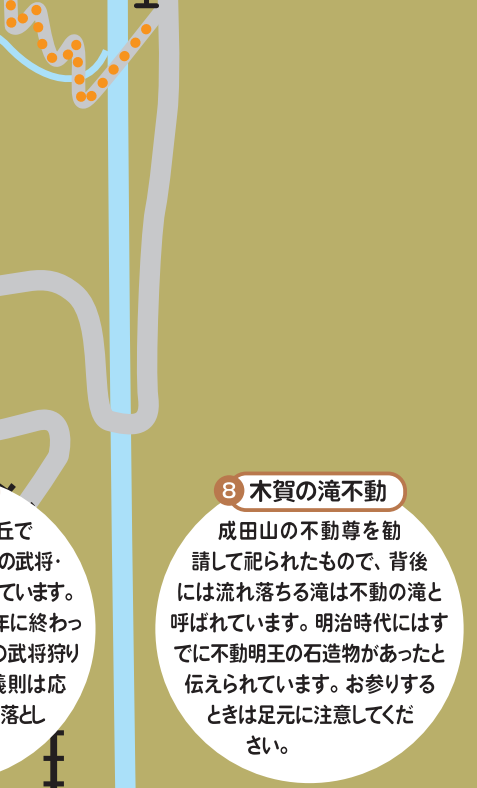 丘で
の武将・
ています。
年に終わっ
の武将狩り
義則は応
落とし
8 木賀の滝不動
成田山の不動尊を勧
請して祀られたもので、背後
には流れ落ちる滝は不動の滝と
呼ばれています。明治時代にはす
でに不動明王の石造物があったと
伝えられています。お参りする
ときは足元に注意してくだ
さい。